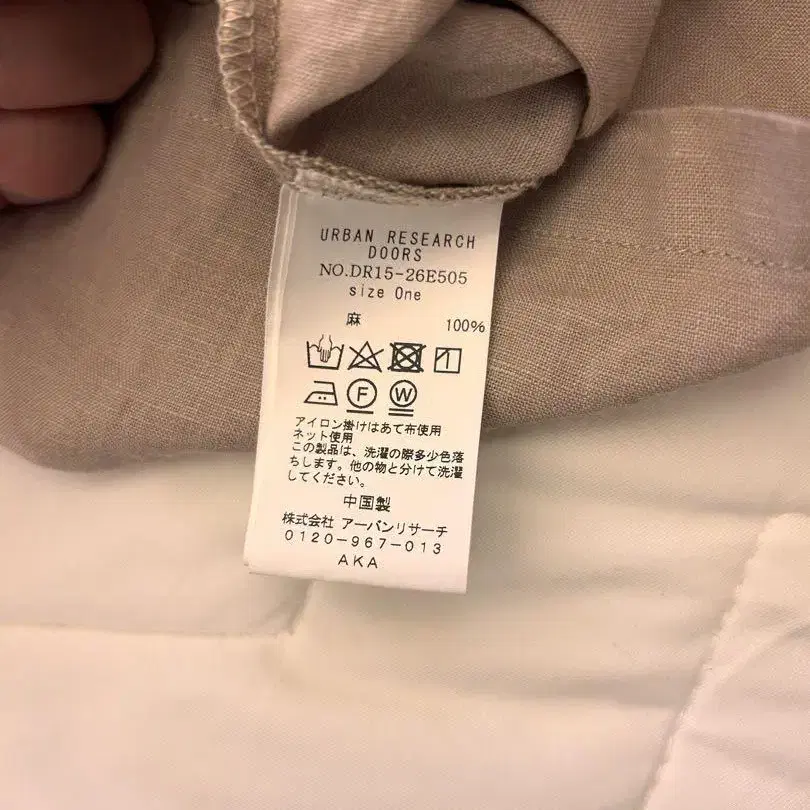 URBAN RESEARCH
DOORS
NO.DR15-26E505
size One
麻 100%
F W
アイロン掛けはあて布使用
ネット使用
この製品は、洗濯の際多少色落
ちします。他の物と分けて洗濯
してください。
中国製
株式会社 アーバンリサーチ
0120-967-013
AKA